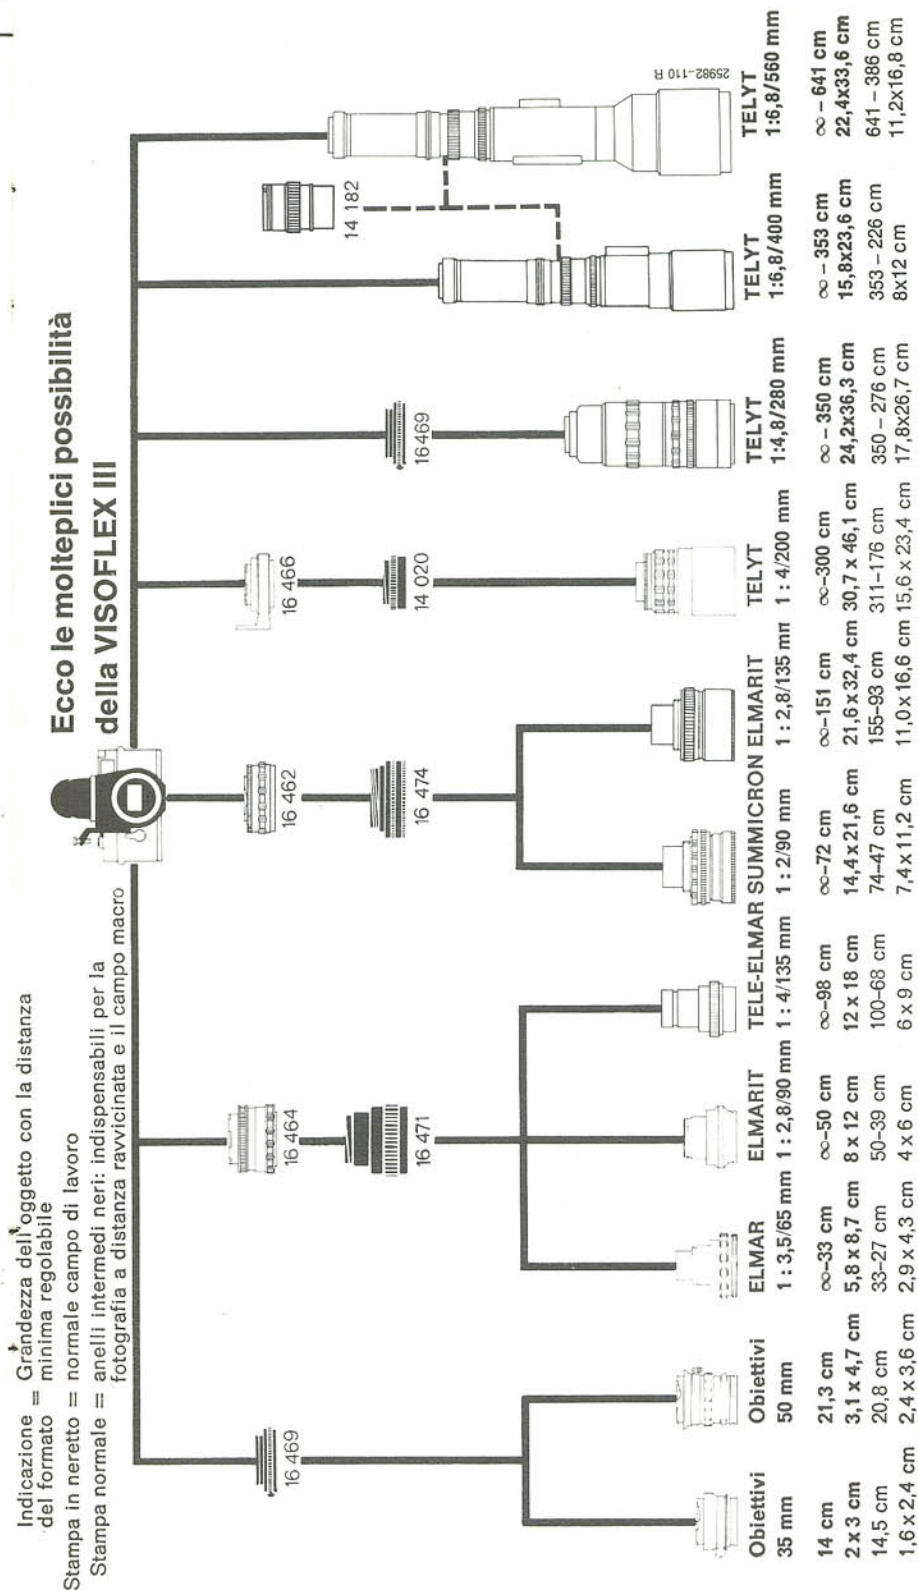 Indicazione = Grandezza dell'oggetto con la distanza
del formato = minima regolabile
Stampa in neretto = normale campo di lavoro
Stampa normale = anelli intermedi neri: indispensabili per la
fotografia a distanza ravvicinata e il campo macro
Ecco le molteplici possibilità
della VISOFLEX III
16 469
16 464
16 471
16 462
16 474
16 466
14 020
16469
14 182
25982-110 R
Obiettivi
35 mm
14 cm
2 x 3 cm
14,5 cm
1,6 x 2,4 cm
Obiettivi
50 mm
21,3 cm
3,1 x 4,7 cm
20,8 cm
2,4 x 3,6 cm
ELMAR
1 : 3,5/65 mm
∞–33 cm
5,8 x 8,7 cm
33–27 cm
2,9 x 4,3 cm
ELMARIT
1 : 2,8/90 mm
∞–50 cm
8 x 12 cm
50–39 cm
4 x 6 cm
TELE-ELMAR
1 : 4/135 mm
∞–98 cm
12 x 18 cm
100–68 cm
6 x 9 cm
SUMMICRON
1 : 2/90 mm
∞–72 cm
14,4 x 21,6 cm
74–47 cm
7,4 x 11,2 cm
ELMARIT
1 : 2,8/135 mm
∞–151 cm
21,6 x 32,4 cm
155–93 cm
11,0 x 16,6 cm
TELYT
1 : 4/200 mm
∞–300 cm
30,7 x 46,1 cm
311–176 cm
15,6 x 23,4 cm
TELYT
1:4,8/280 mm
∞ – 350 cm
24,2x36,3 cm
350 – 276 cm
17,8x26,7 cm
TELYT
1:6,8/400 mm
∞ – 353 cm
15,8x23,6 cm
353 – 226 cm
8x12 cm
TELYT
1:6,8/560 mm
∞ – 641 cm
22,4x33,6 cm
641 – 386 cm
11,2x16,8 cm